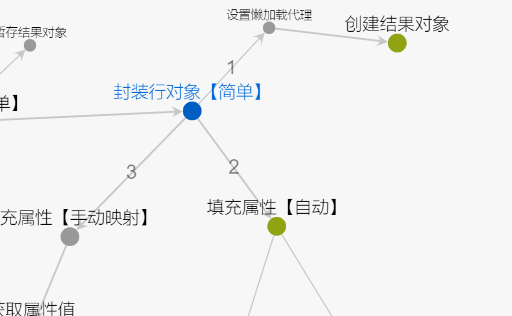 设置懒加载代理
创建结果对象
暂存结果对象
1
封装行对象【简单】
单】
3
2
填充属性【自动】
充属性【手动映射】
获取属性值